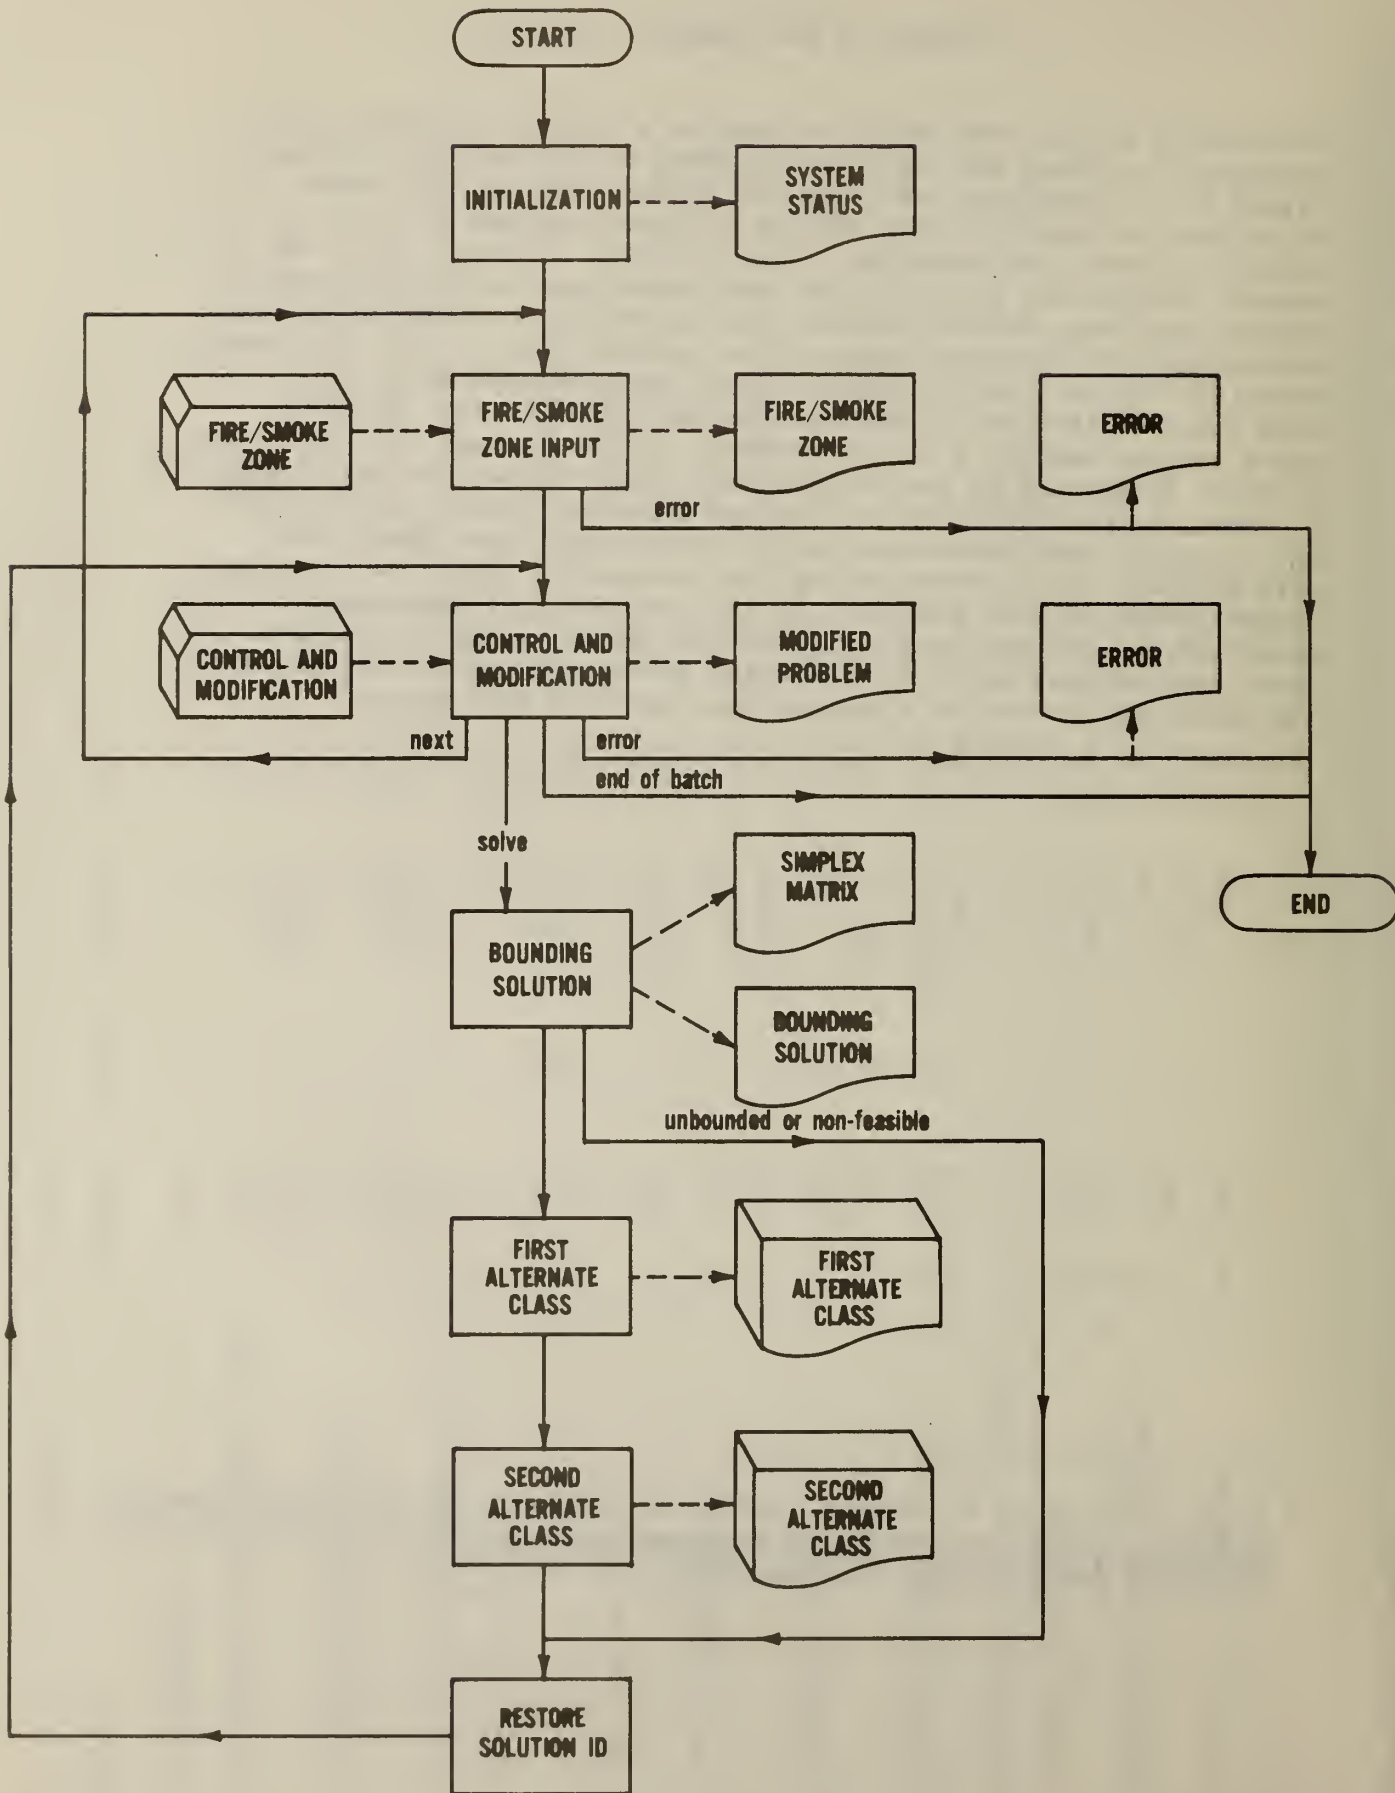 START
INITIALIZATION
SYSTEM
STATUS
FIRE/SMOKE
ZONE
FIRE/SMOKE
ZONE INPUT
FIRE/SMOKE
ZONE
ERROR
error
CONTROL AND
MODIFICATION
CONTROL AND
MODIFICATION
MODIFIED
PROBLEM
ERROR
next
error
end of batch
solve
SIMPLEX
MATRIX
END
BOUNDING
SOLUTION
BOUNDING
SOLUTION
unbounded or non-feasible
FIRST
ALTERNATE
CLASS
FIRST
ALTERNATE
CLASS
SECOND
ALTERNATE
CLASS
SECOND
ALTERNATE
CLASS
RESTORE
SOLUTION ID